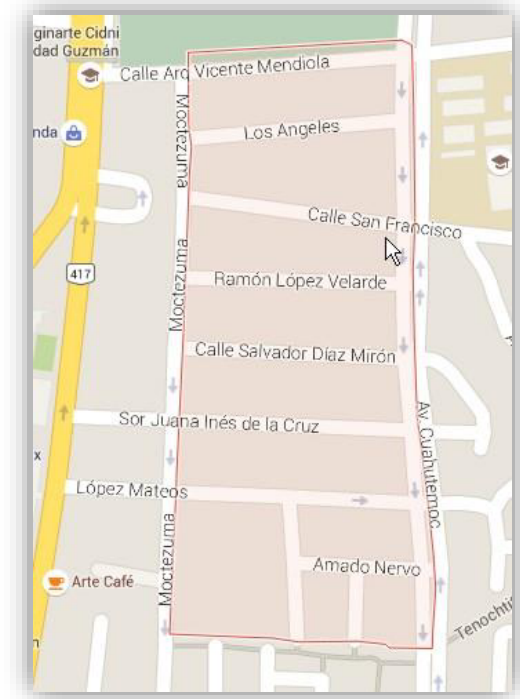 ginarte Cidni
dad Guzmán
Calle Arq Vicente Mendiola
Moctezuma
Los Angeles
nda
Calle San Francisco
Moctezuma
417
Ramón López Velarde
Calle Salvador Díaz Mirón
Sor Juana Inés de la Cruz
Av. Cuahutemoc
x
López Mateos
Moctezuma
Amado Nervo
Arte Café
Tenochti
n